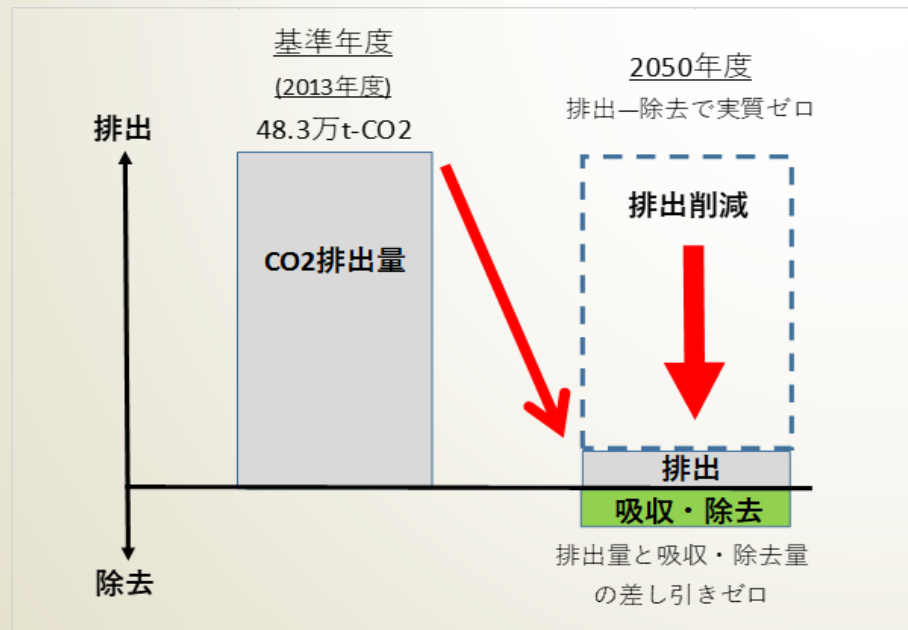 基準年度
(2013年度)
48.3万t-CO2
2050年度
排出―除去で実質ゼロ
排出
CO2排出量
排出削減
排出
吸収・除去
除去
排出量と吸収・除去量
の差し引きゼロ